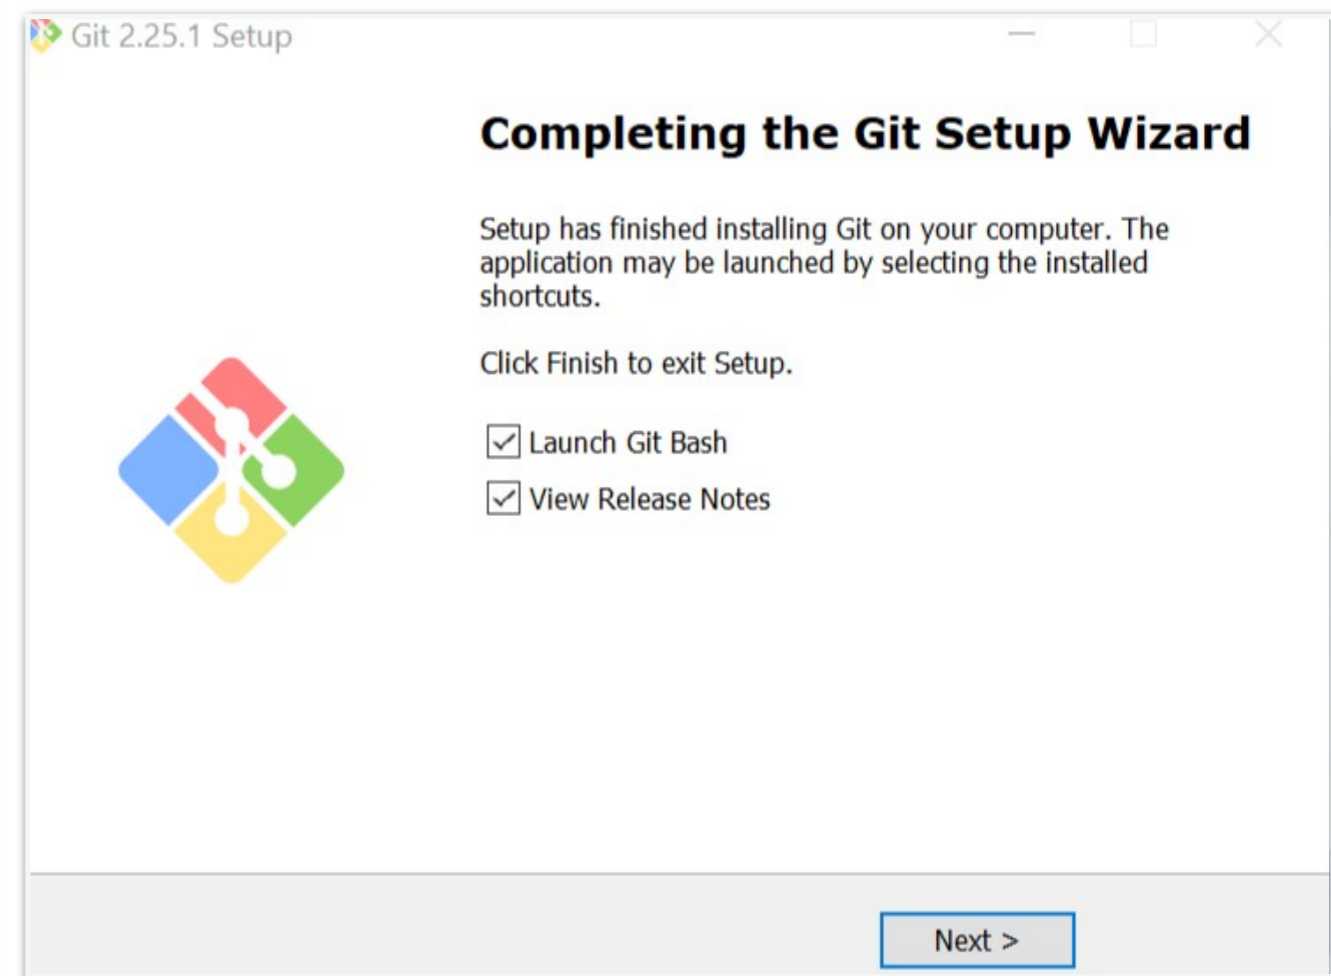 Git 2.25.1 Setup
Completing the Git Setup Wizard
Setup has finished installing Git on your computer. The
application may be launched by selecting the installed
shortcuts.
Click Finish to exit Setup.
Launch Git Bash
View Release Notes
Next >